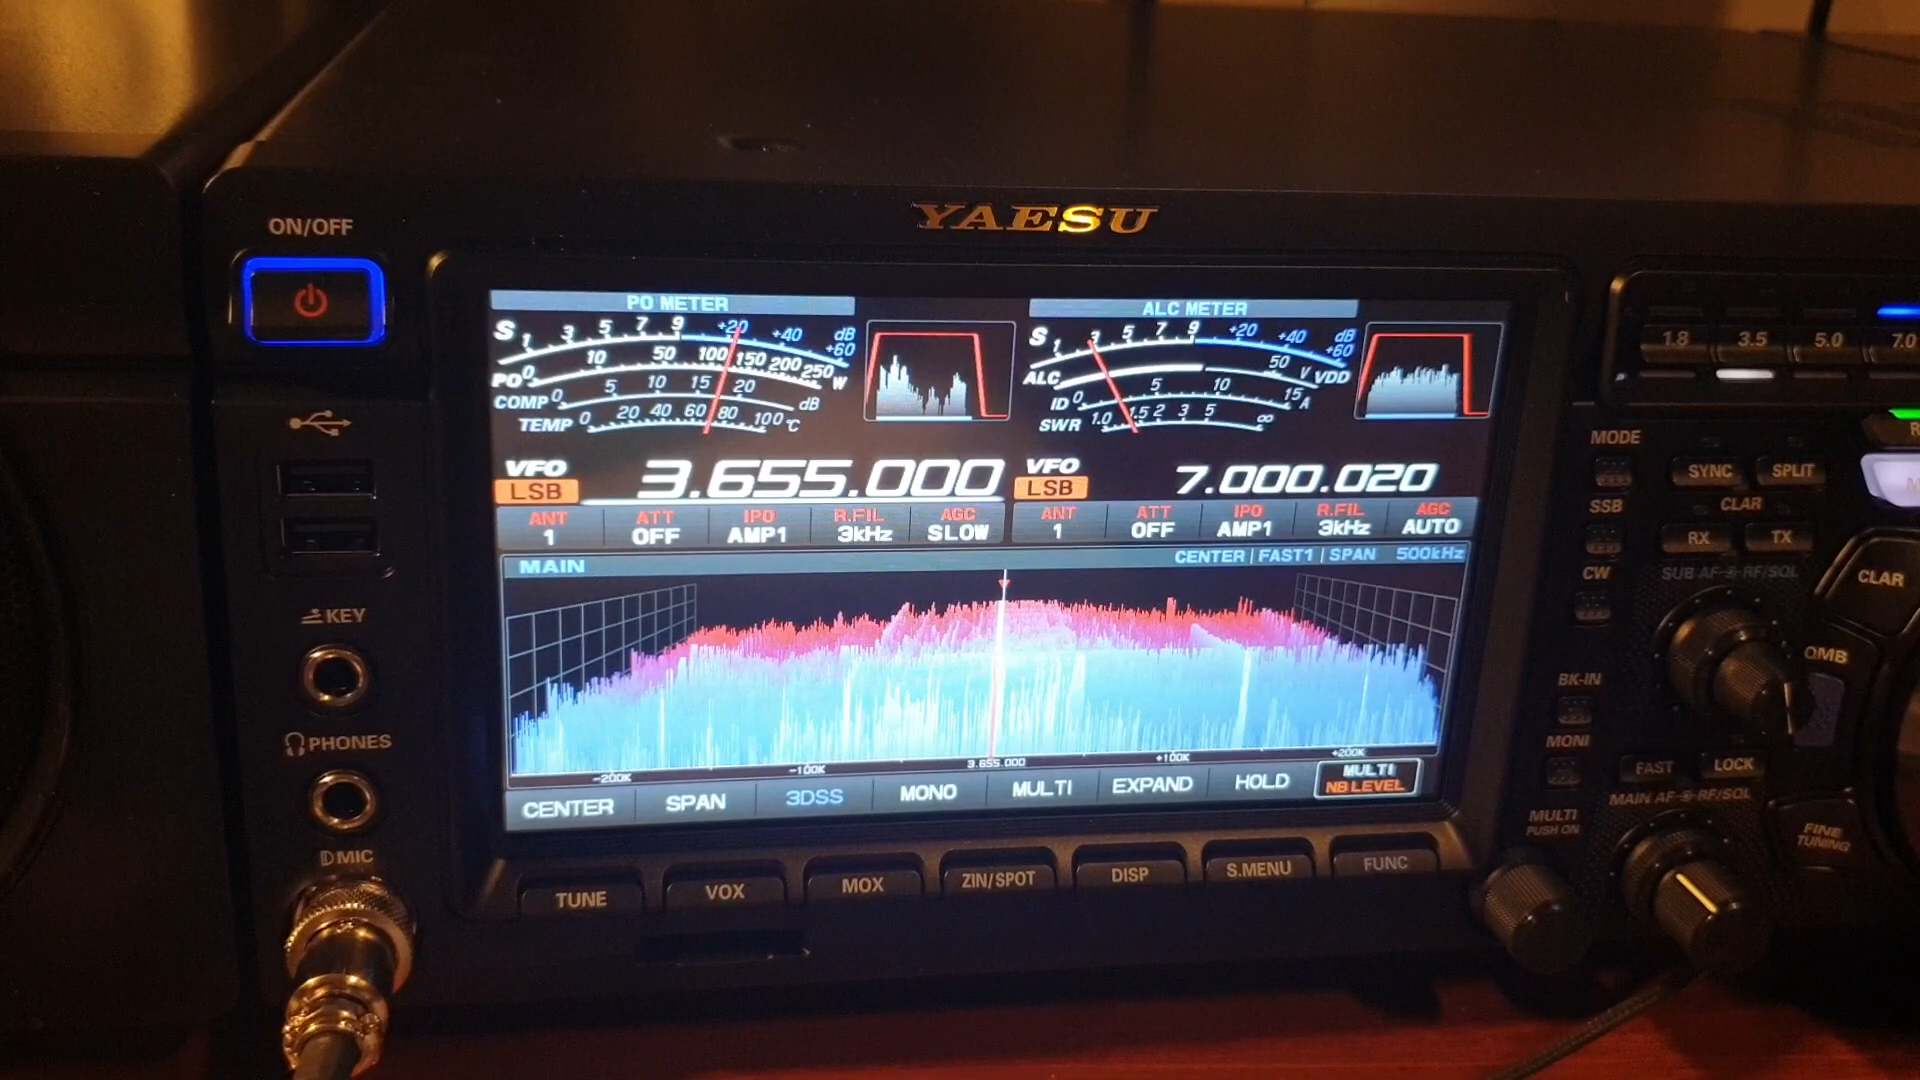 YAESU
ON/OFF
PO METER
ALC METER
S 1 3 5 7 9 +20 +40 +60 dB
PO 0 10 50 100 150 200 250 W
COMP 0 5 10 15 20 dB
TEMP 0 20 40 60 80 100 °C
S 1 3 5 7 9 +20 +40 +60 dB
ALC 50 V VDD
ID 0 5 10 15 A
SWR 1.0 1.5 2 3 5 ∞
VFO
LSB
3.655.000
VFO
LSB
7.000.020
ANT 1
ATT OFF
IPO AMP1
R.FIL 3kHz
AGC SLOW
ANT 1
ATT OFF
IPO AMP1
R.FIL 3kHz
AGC AUTO
MAIN
CENTER | FAST1 | SPAN 500kHz
-200K -100K 3.655.000 +100K +200K
CENTER SPAN 3DSS MONO MULTI EXPAND HOLD MULTI
NB LEVEL
TUNE VOX MOX ZIN/SPOT DISP S.MENU FUNC
KEY
PHONES
MIC
1.8 3.5 5.0 7.0
MODE
SSB
CW
SYNC SPLIT
CLAR
RX TX
SUB AF RF/SQL
CLAR
QMB
BK-IN
MONI
FAST LOCK
MAIN AF RF/SQL
MULTI
PUSH ON
FINE
TUNING